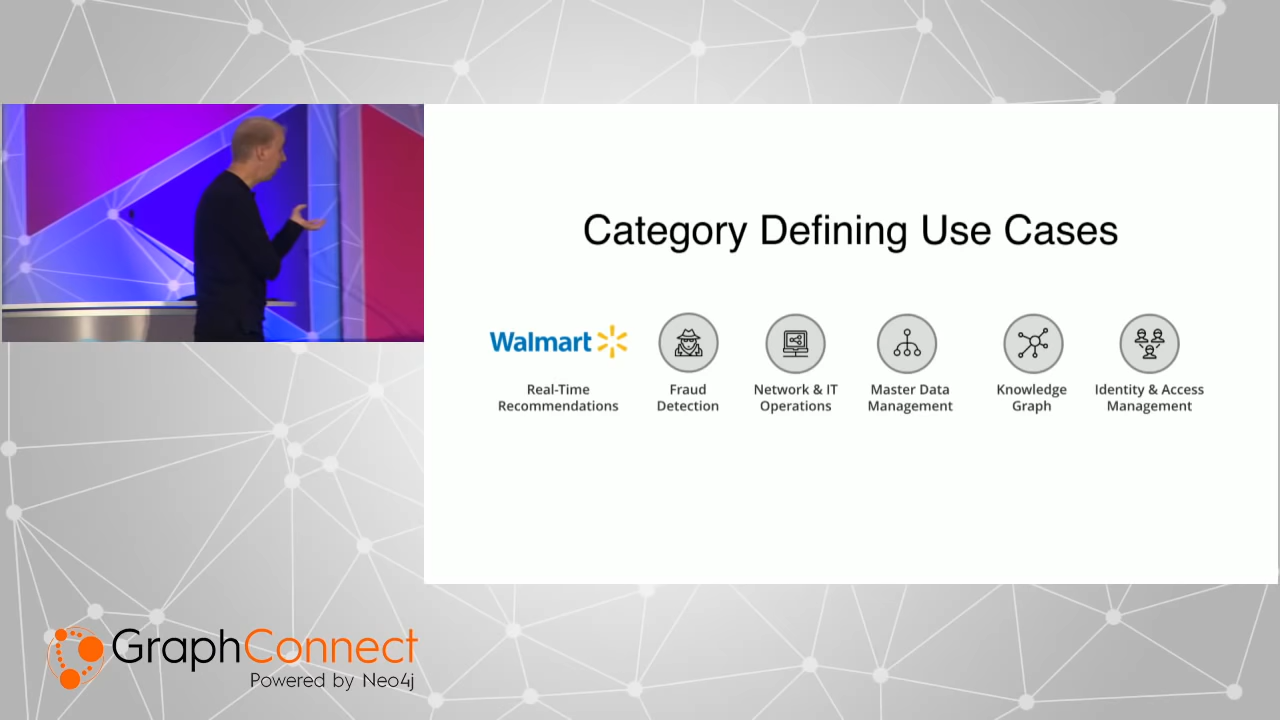 Category Defining Use Cases
Walmart
Real-Time
Recommendations
Fraud
Detection
Network & IT
Operations
Master Data
Management
Knowledge
Graph
Identity & Access
Management
GraphConnect
Powered by Neo4j